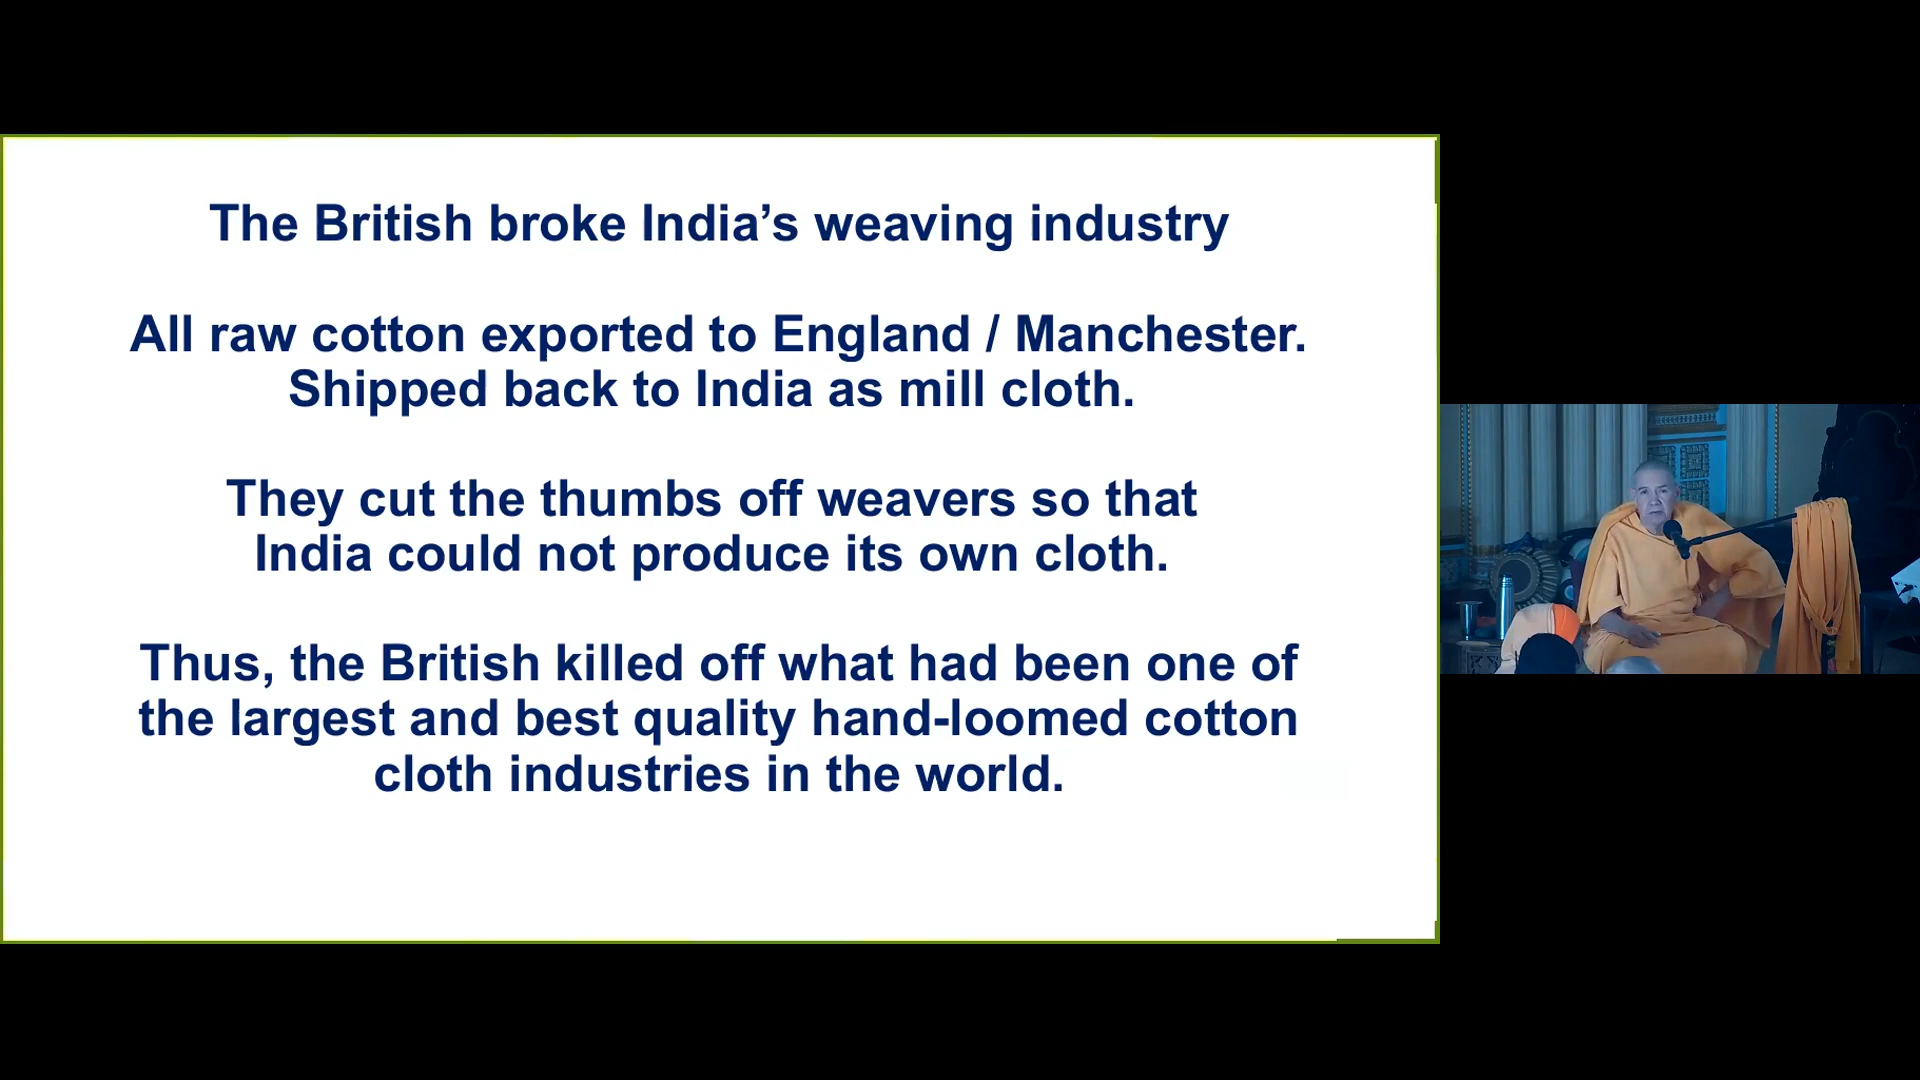 The British broke India’s weaving industry
All raw cotton exported to England / Manchester.
Shipped back to India as mill cloth.
They cut the thumbs off weavers so that
India could not produce its own cloth.
Thus, the British killed off what had been one of
the largest and best quality hand-loomed cotton
cloth industries in the world.